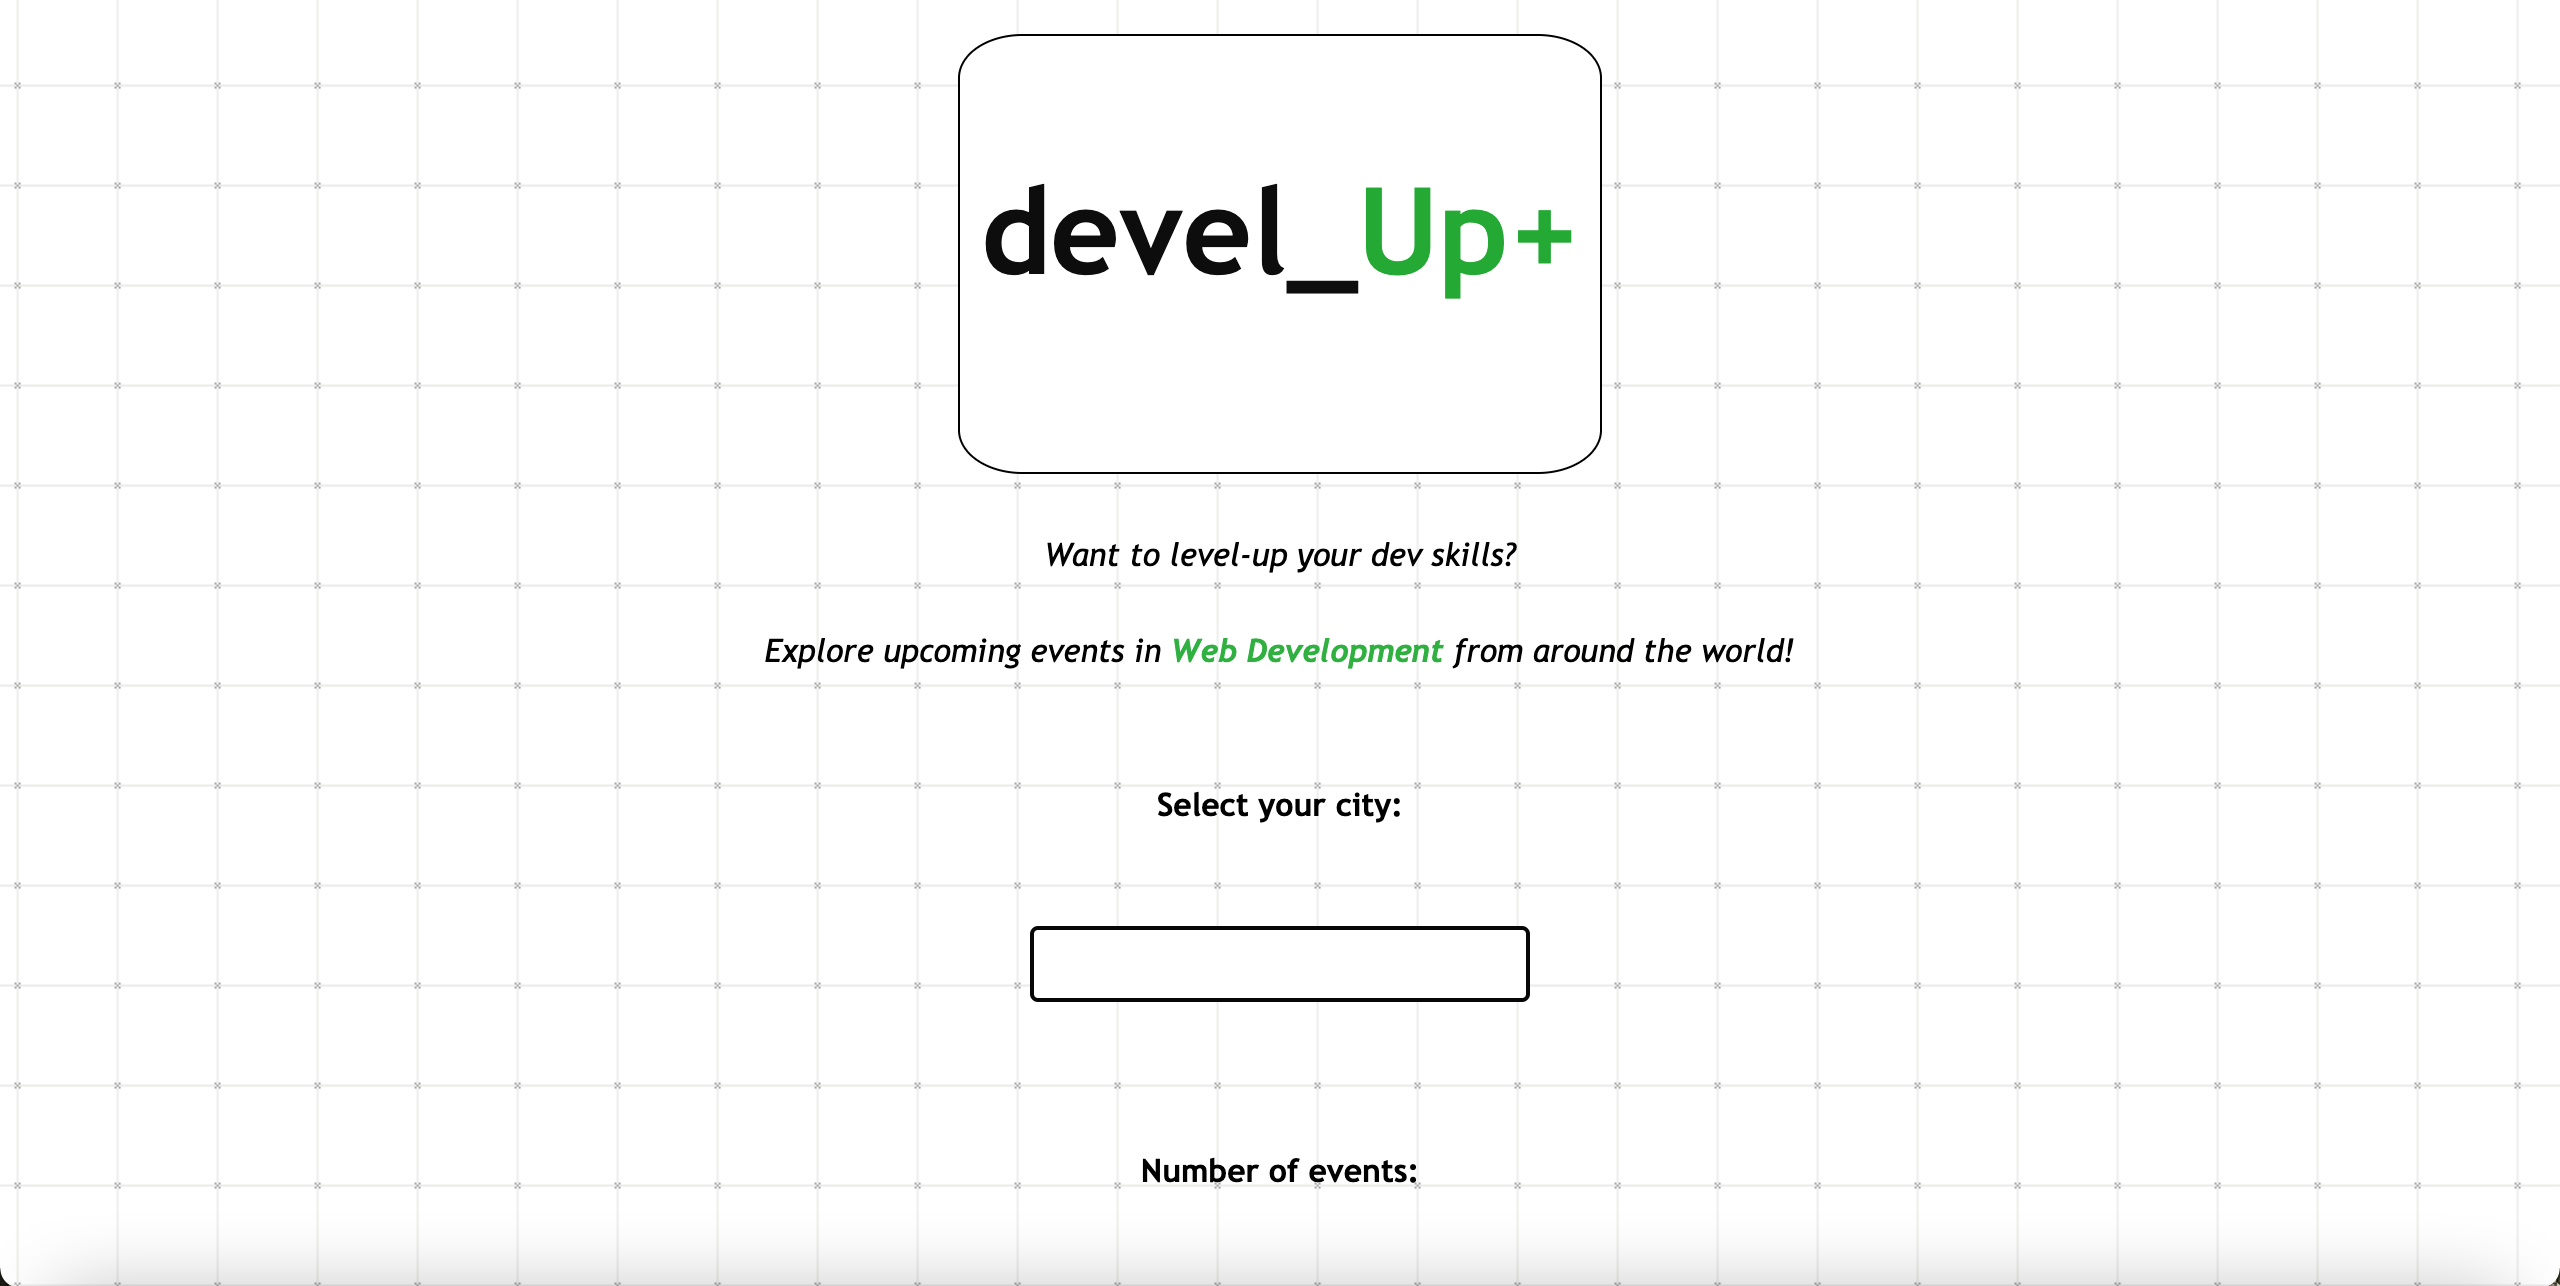 devel_Up+
Want to level-up your dev skills?
Explore upcoming events in Web Development from around the world!
Select your city:
Number of events: